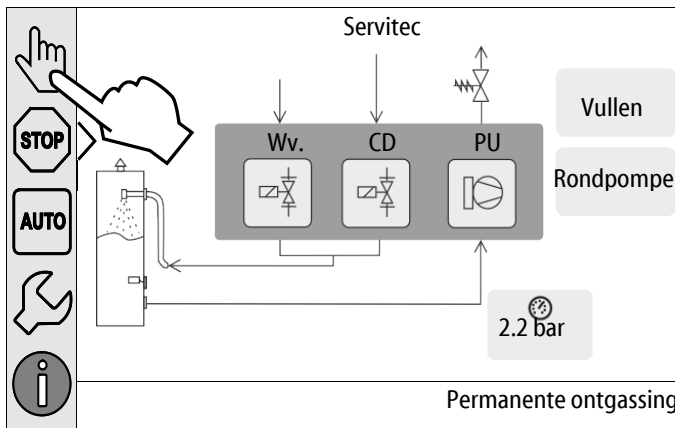 Servitec
Wv. CD PU
Vullen
STOP
Rondpompe
AUTO
2.2 bar
i
Permanente ontgassing